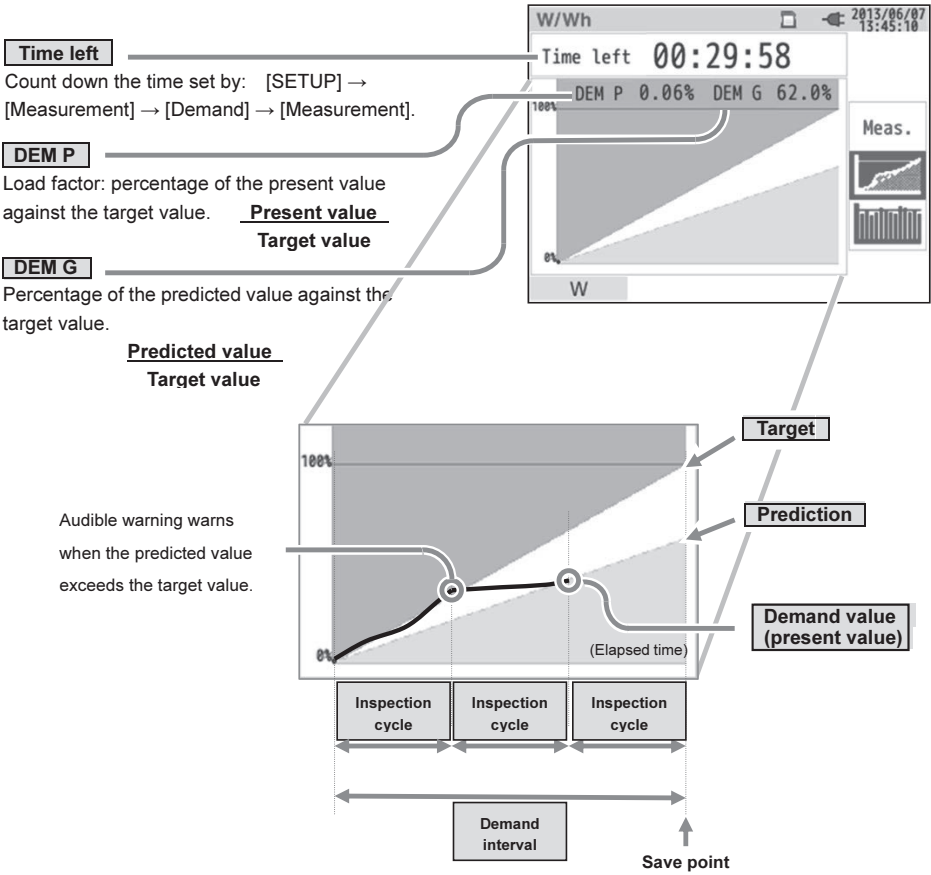 W/Wh
2013/06/07
13:45:10
Time left 00:29:58
DEM P 0.06% DEM G 62.0%
100%
0%
W
Meas.
Time left
Count down the time set by: [SETUP] →
[Measurement] → [Demand] → [Measurement].
DEM P
Load factor: percentage of the present value
against the target value.
Present value
Target value
DEM G
Percentage of the predicted value against the
target value.
Predicted value
Target value
100%
0%
Target
Prediction
Audible warning warns
when the predicted value
exceeds the target value.
Demand value
(present value)
(Elapsed time)
Inspection
cycle
Inspection
cycle
Inspection
cycle
Demand
interval
Save point